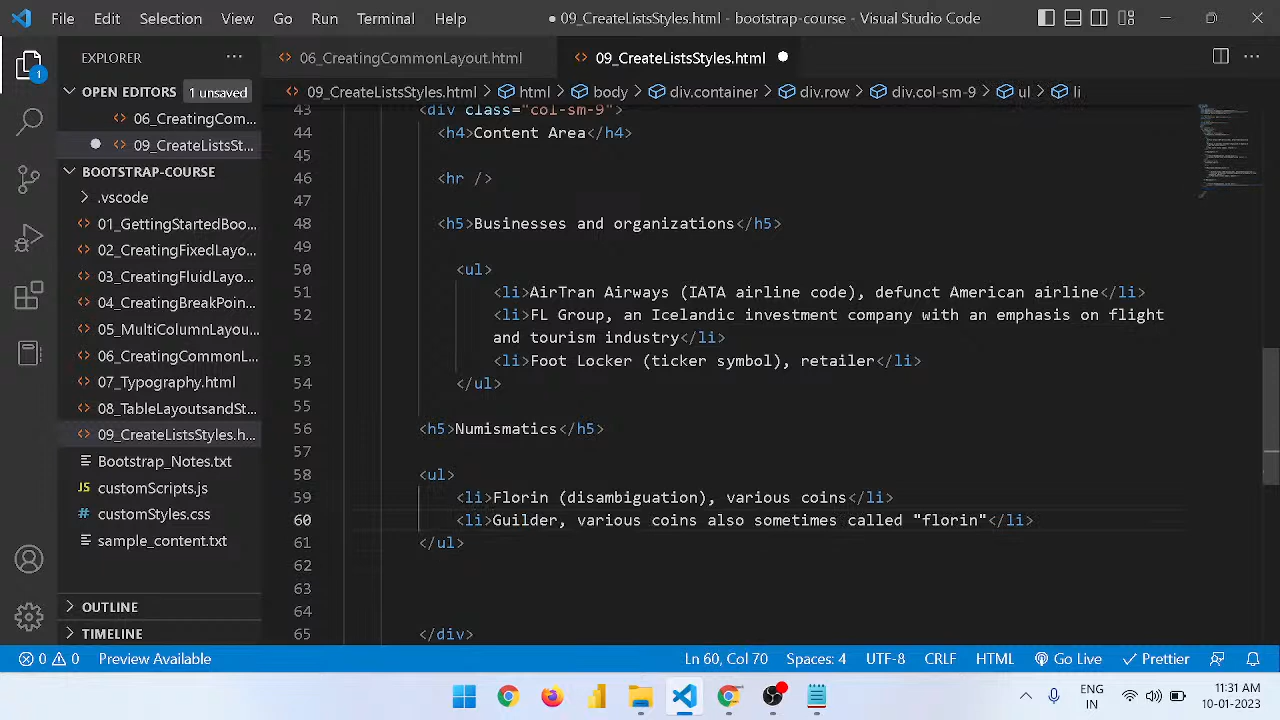 File Edit Selection View Go Run Terminal Help
● 09_CreateListsStyles.html - bootstrap-course - Visual Studio Code
EXPLORER
06_CreatingCommonLayout.html
09_CreateListsStyles.html
OPEN EDITORS 1 unsaved
09_CreateListsStyles.html > html > body > div.container > div.row > div.col-sm-9 > ul > li
06_CreatingCom...
09_CreateListsSt...
BOOTSTRAP-COURSE
.vscode
01_GettingStartedBoo...
02_CreatingFixedLayo...
03_CreatingFluidLayo...
04_CreatingBreakPoin...
05_MultiColumnLayou...
06_CreatingCommonL...
07_Typography.html
08_TableLayoutsandSt...
09_CreateListsStyles.h...
Bootstrap_Notes.txt
customScripts.js
customStyles.css
sample_content.txt
OUTLINE
TIMELINE
1
43 <div class="col-sm-9">
44 <h4>Content Area</h4>
45
46 <hr />
47
48 <h5>Businesses and organizations</h5>
49
50 <ul>
51 <li>AirTran Airways (IATA airline code), defunct American airline</li>
52 <li>FL Group, an Icelandic investment company with an emphasis on flight
and tourism industry</li>
53 <li>Foot Locker (ticker symbol), retailer</li>
54 </ul>
55
56 <h5>Numismatics</h5>
57
58 <ul>
59 <li>Florin (disambiguation), various coins</li>
60 <li>Guilder, various coins also sometimes called "florin"</li>
61 </ul>
62
63
64
65 </div>
0 0 Preview Available
Ln 60, Col 70 Spaces: 4 UTF-8 CRLF HTML Go Live Prettier
ENG
IN
11:31 AM
10-01-2023